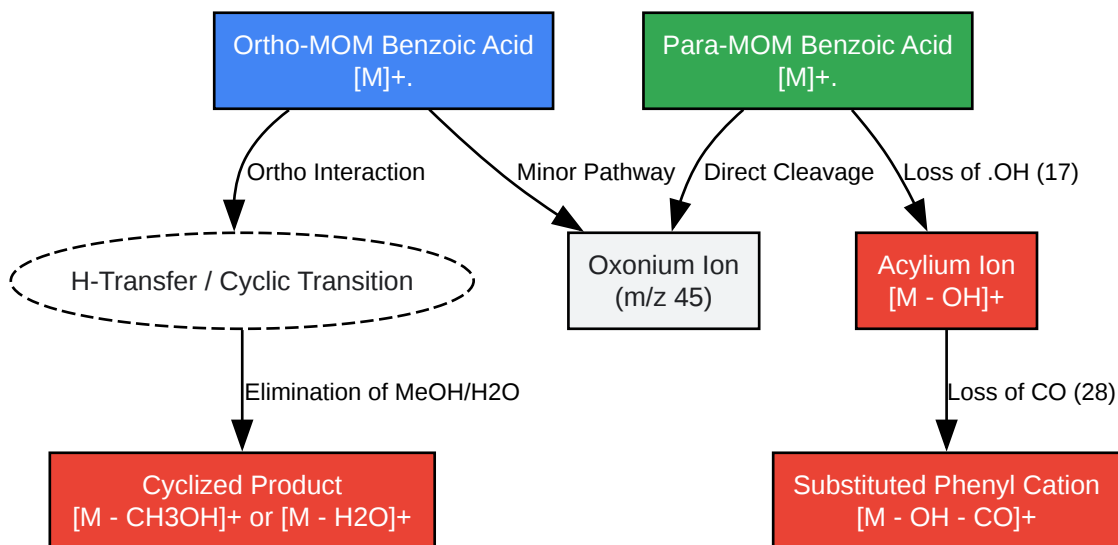 Ortho-MOM Benzoic Acid
[M]+.
Para-MOM Benzoic Acid
[M]+.
Ortho Interaction
Minor Pathway
Direct Cleavage
Loss of .OH (17)
H-Transfer / Cyclic Transition
Oxonium Ion
(m/z 45)
Acylium Ion
[M - OH]+
Elimination of MeOH/H2O
Loss of CO (28)
Cyclized Product
[M - CH3OH]+ or [M - H2O]+
Substituted Phenyl Cation
[M - OH - CO]+